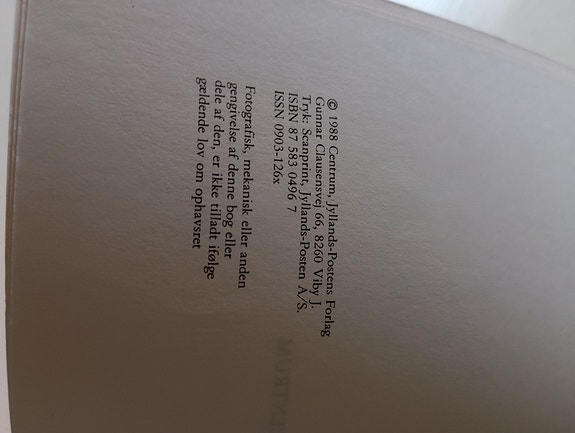 © 1988 Centrum, Jyllands-Postens Forlag
Gunnar Clausensvej 66, 8260 Viby J.
Tryk: Scanprint, Jyllands-Posten A/S.
ISBN 87 583 0496 7
ISSN 0903-126x
Fotografisk, mekanisk eller anden
gengivelse af denne bog eller
dele af den, er ikke tilladt ifølge
gældende lov om ophavsret